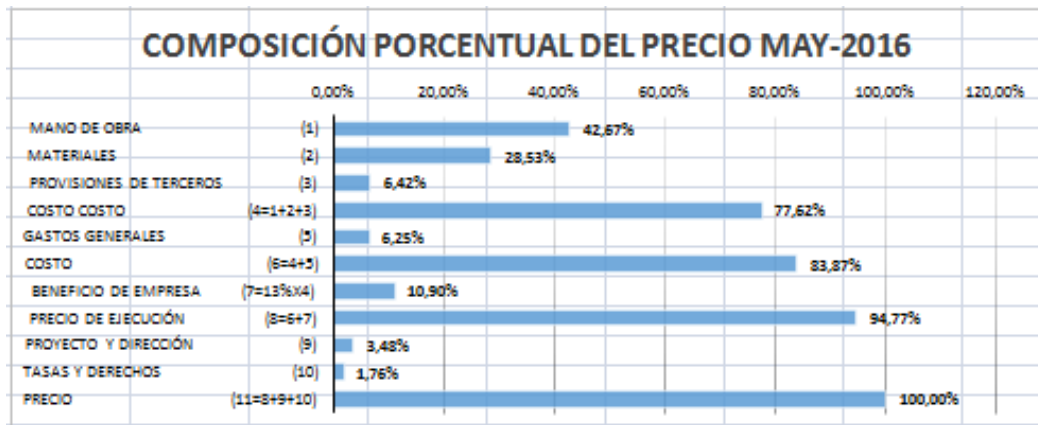 COMPOSICIÓN PORCENTUAL DEL PRECIO MAY-2016
0,00% 20,00% 40,00% 60,00% 80,00% 100,00% 120,00%
MANO DE OBRA (1) 42,67%
MATERIALES (2) 28,53%
PROVISIONES DE TERCEROS (3) 6,42%
COSTO COSTO (4=1+2+3) 77,62%
GASTOS GENERALES (5) 6,25%
COSTO (6=4+5) 83,87%
BENEFICIO DE EMPRESA (7=13%X4) 10,90%
PRECIO DE EJECUCIÓN (8=6+7) 94,77%
PROYECTO Y DIRECCIÓN (9) 3,48%
TASAS Y DERECHOS (10) 1,76%
PRECIO (11=8+9+10) 100,00%